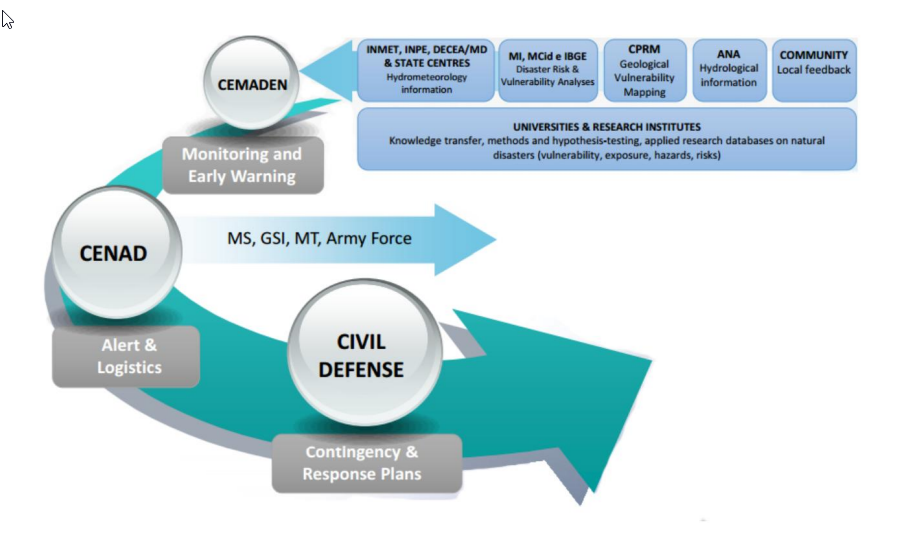 CEMADEN
Monitoring and
Early Warning
INMET, INPE, DECEA/MD
& STATE CENTRES
Hydrometeorology
information
MI, MCid e IBGE
Disaster Risk &
Vulnerability Analyses
CPRM
Geological
Vulnerability
Mapping
ANA
Hydrological
information
COMMUNITY
Local feedback
UNIVERSITIES & RESEARCH INSTITUTES
Knowledge transfer, methods and hypothesis-testing, applied research databases on natural
disasters (vulnerability, exposure, hazards, risks)
CENAD
Alert &
Logistics
MS, GSI, MT, Army Force
CIVIL
DEFENSE
Contingency &
Response Plans